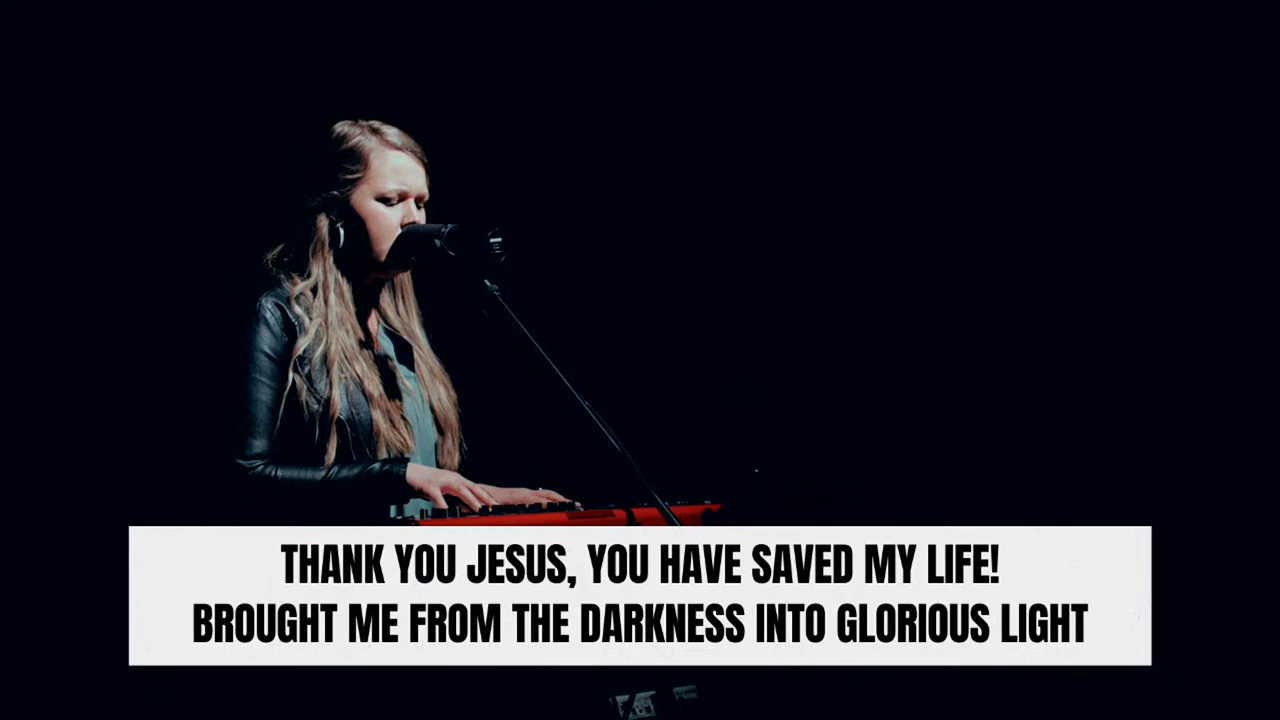 THANK YOU JESUS, YOU HAVE SAVED MY LIFE!
BROUGHT ME FROM THE DARKNESS INTO GLORIOUS LIGHT